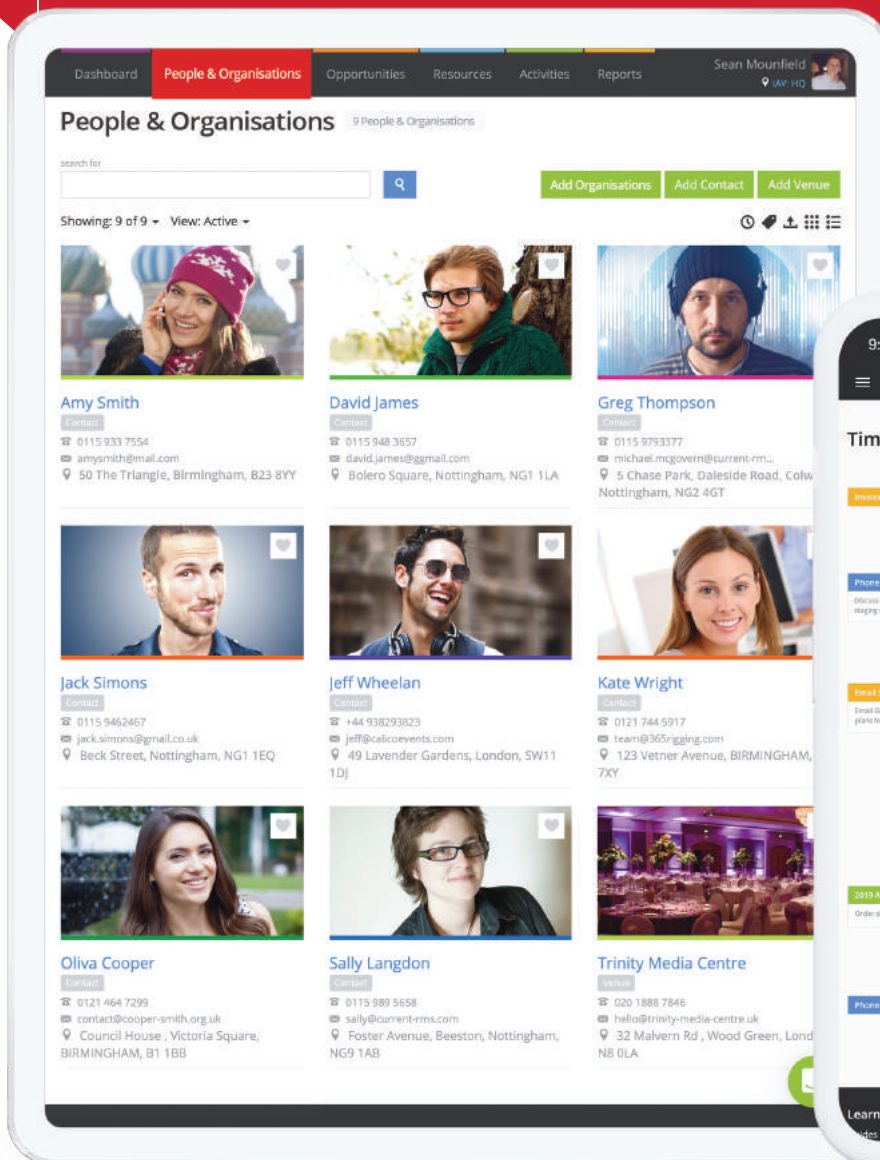 Dashboard People & Organisations Opportunities Resources Activities Reports Sean Mounfield
IAV: HQ
People & Organisations 9 People & Organisations
search for
Add Organisations Add Contact Add Venue
Showing: 9 of 9 View: Active
Amy Smith
Contact
0115 933 7554
amysmith@mail.com
50 The Triangle, Birmingham, B23 8YY
David James
Contact
0115 948 3657
david.james@ggmail.com
Bolero Square, Nottingham, NG1 1LA
Greg Thompson
Contact
0115 9793377
michael.mcgovern@current-rm...
5 Chase Park, Daleside Road, Colw
Nottingham, NG2 4GT
Jack Simons
Contact
0115 9462467
jack.simons@gmail.co.uk
Beck Street, Nottingham, NG1 1EQ
Jeff Wheelan
Contact
+44 938293823
jeff@calicoevents.com
49 Lavender Gardens, London, SW11
1DJ
Kate Wright
Contact
0121 744 5917
team@365rigging.com
123 Vetner Avenue, BIRMINGHAM,
7XY
Oliva Cooper
Contact
0121 464 7299
contact@cooper-smith.org.uk
Council House , Victoria Square,
BIRMINGHAM, B1 1BB
Sally Langdon
Contact
0115 989 5658
sally@current-rms.com
Foster Avenue, Beeston, Nottingham,
NG9 1AB
Trinity Media Centre
Venue
020 1888 7846
hello@trinity-media-centre.uk
32 Malvern Rd , Wood Green, Lond
N8 0LA
9:
Tim
Invoice
Phone
Discuss
staging
Email S
Email G
plans f
2019 A
Order d
Phone
Learn
ides